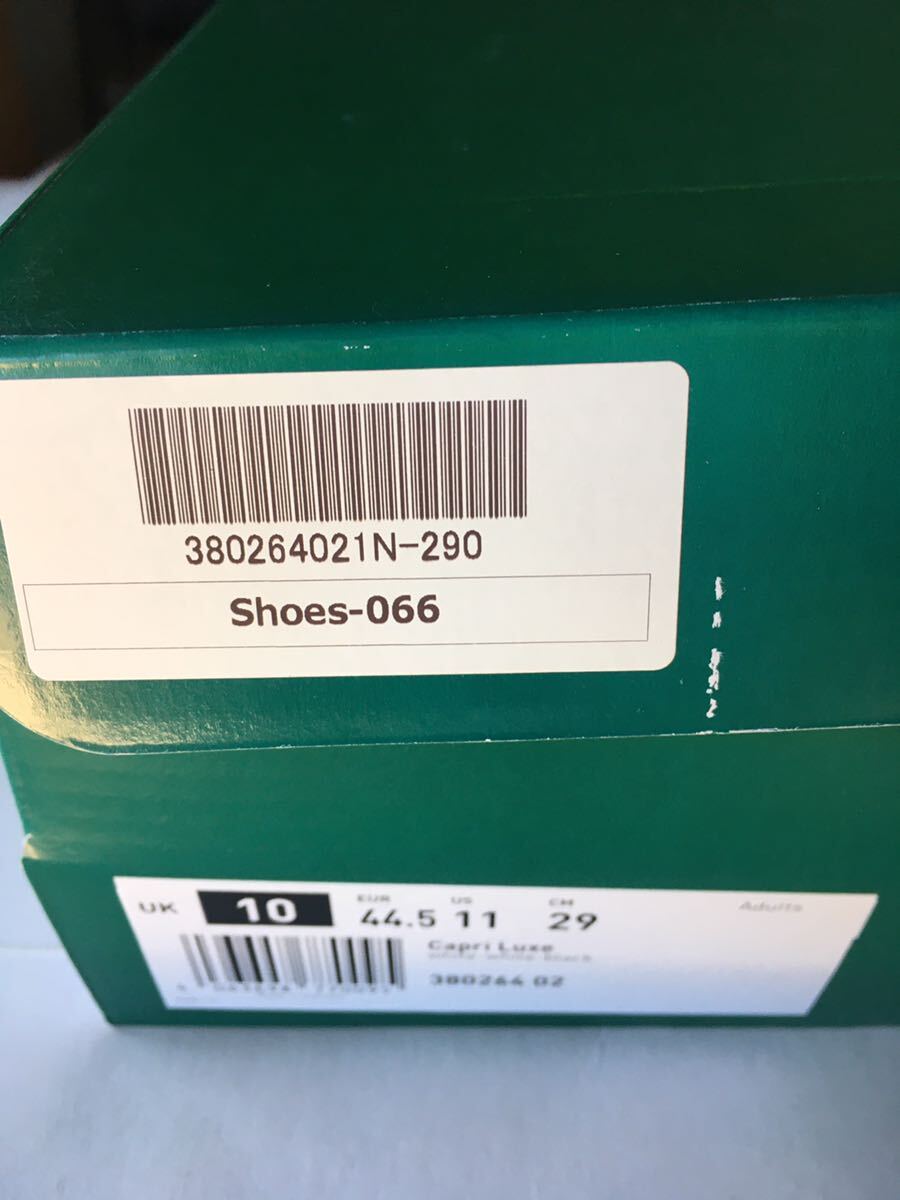 380264021N-290
Shoes-066
UK 10 EUR 44.5 US 11 CM 29 Adults
Capri Luxe
380264 02